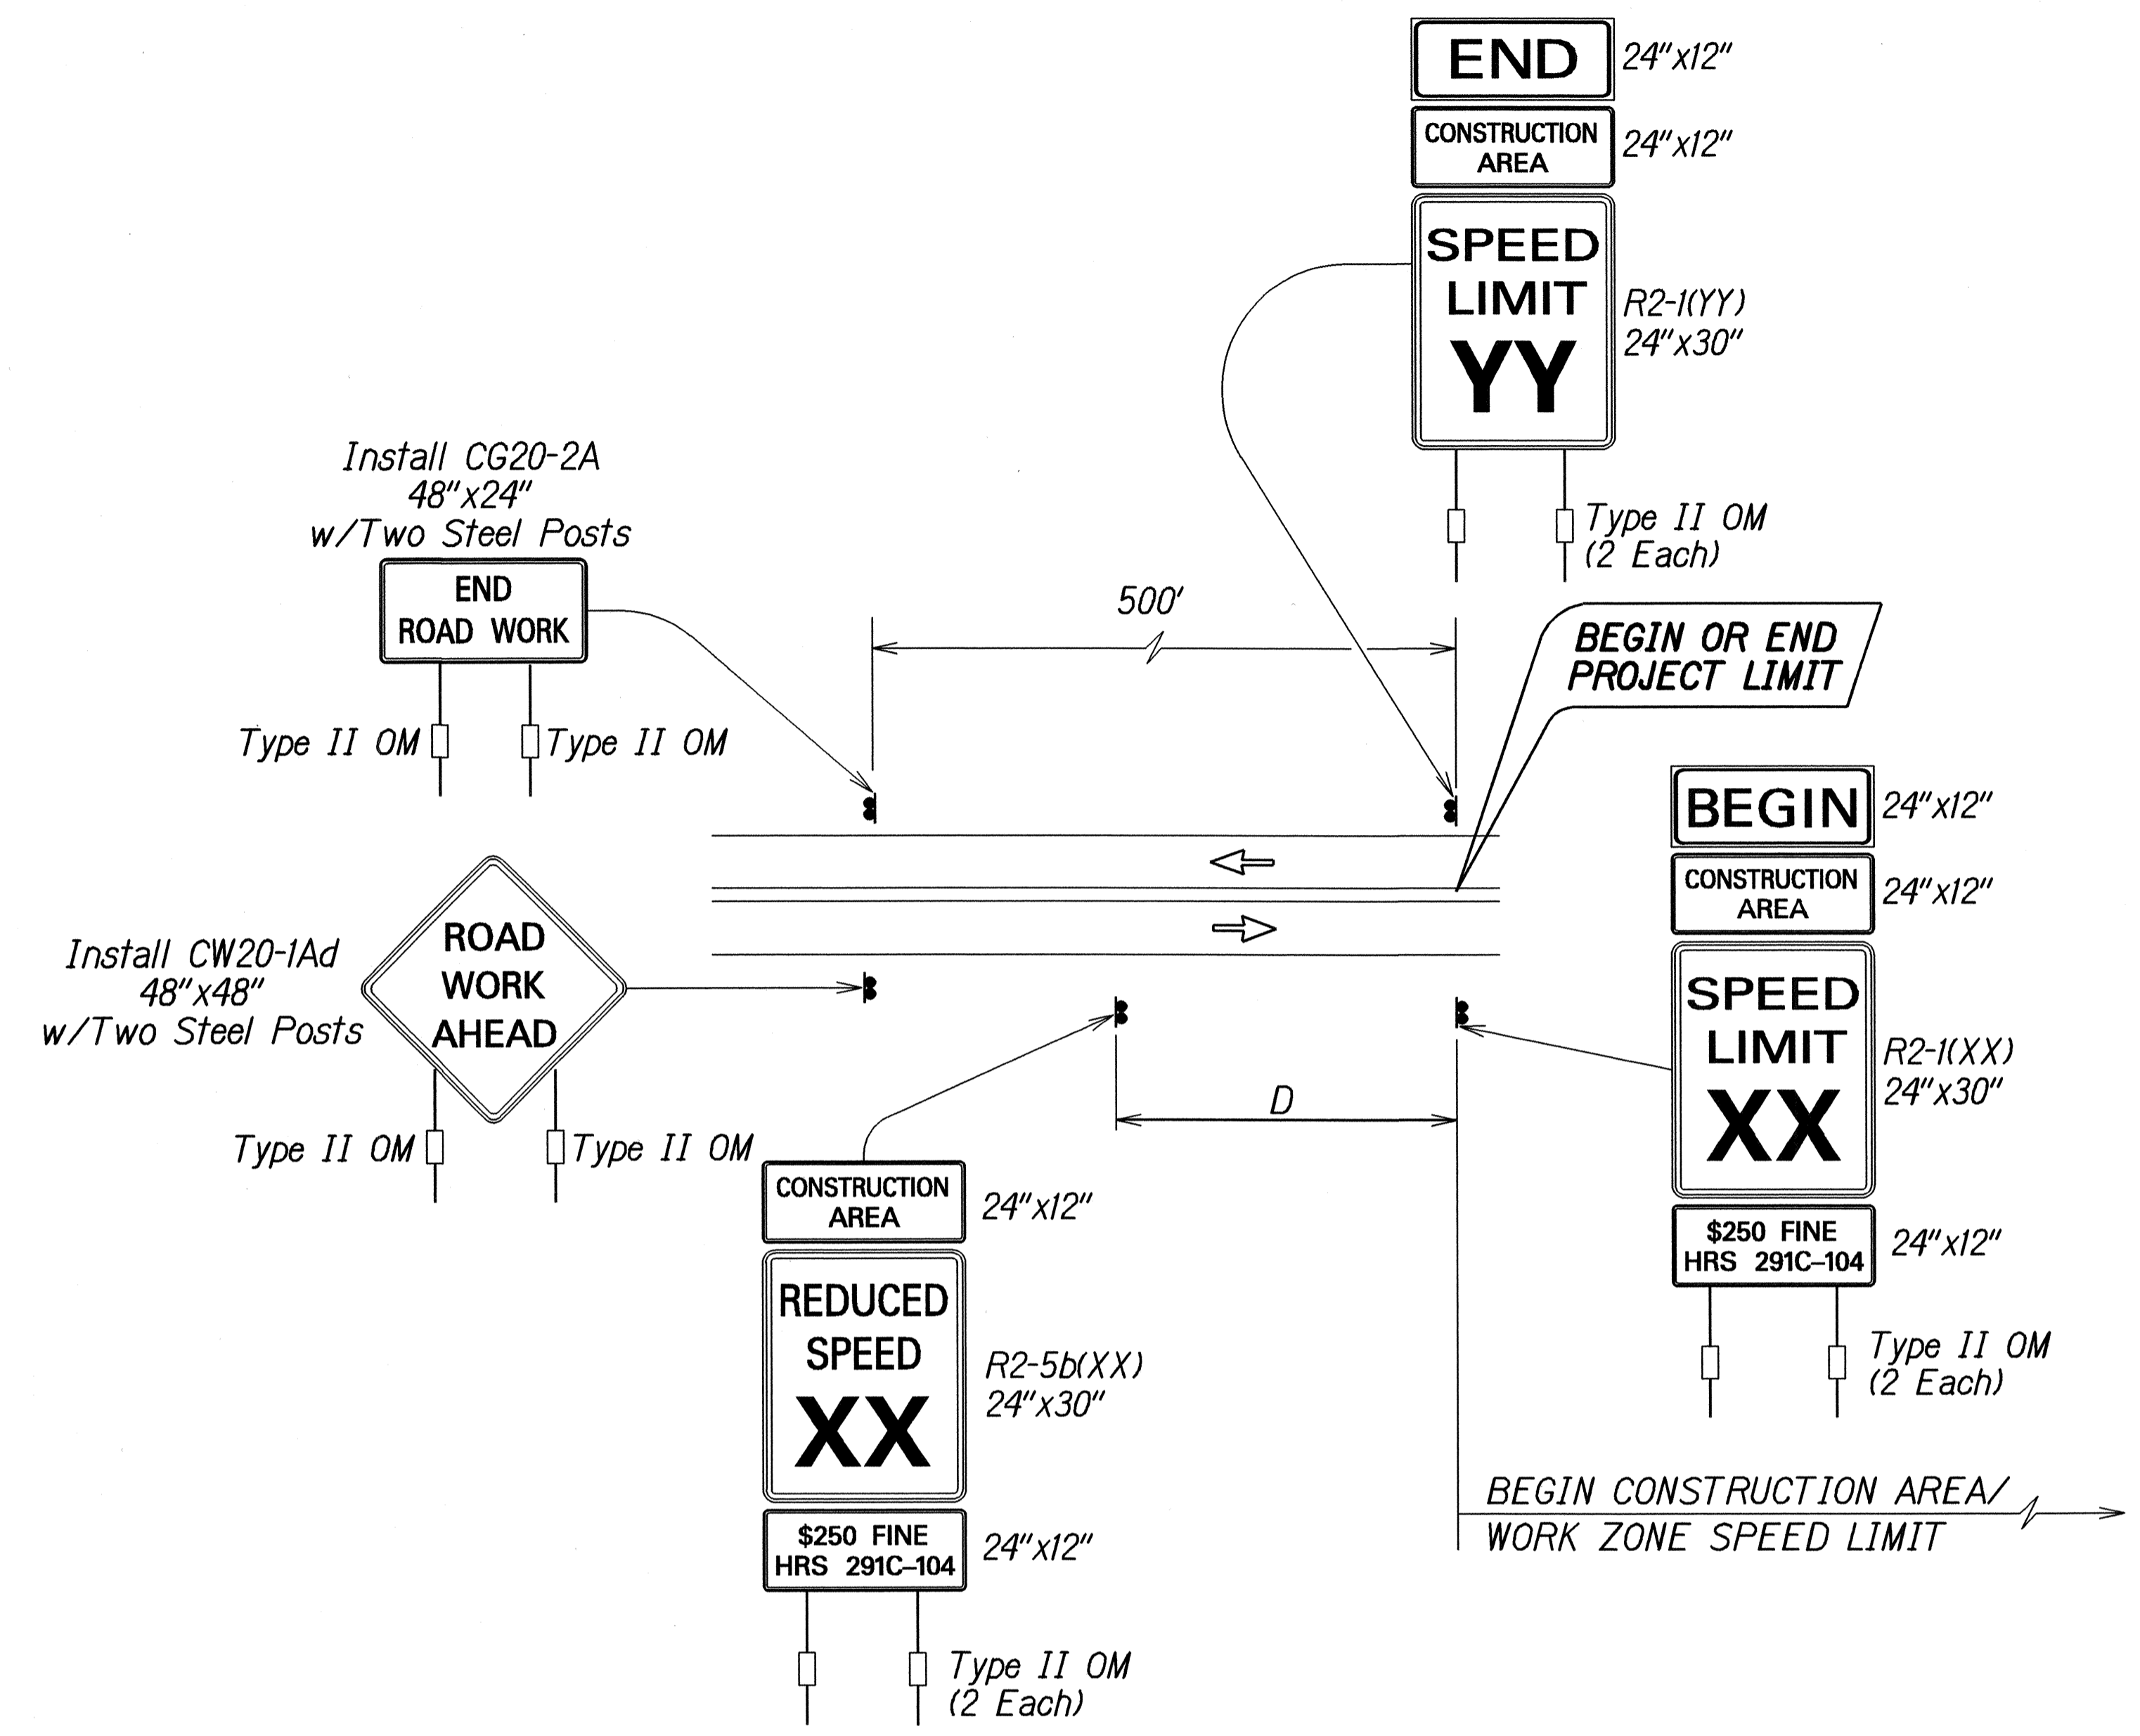 END
24"x12"
CONSTRUCTION
AREA
24"x12"
SPEED
LIMIT
YY
R2-1(YY)
24"x30"
Type II OM
(2 Each)
Install CG20-2A
48"x24"
w/Two Steel Posts
END
ROAD WORK
Type II OM
Type II OM
500'
BEGIN OR END
PROJECT LIMIT
BEGIN
24"x12"
CONSTRUCTION
AREA
24"x12"
SPEED
LIMIT
XX
R2-1(XX)
24"x30"
$250 FINE
HRS 291C–104
24"x12"
Type II OM
(2 Each)
Install CW20-1Ad
48"x48"
w/Two Steel Posts
ROAD
WORK
AHEAD
Type II OM
Type II OM
D
CONSTRUCTION
AREA
24"x12"
REDUCED
SPEED
XX
R2-5b(XX)
24"x30"
$250 FINE
HRS 291C–104
24"x12"
Type II OM
(2 Each)
BEGIN CONSTRUCTION AREA/
WORK ZONE SPEED LIMIT